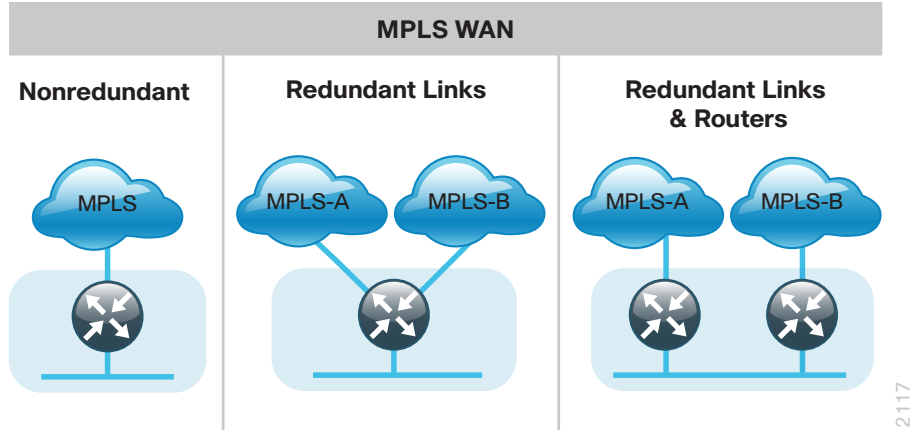 MPLS WAN
Nonredundant
MPLS
Redundant Links
MPLS-A
MPLS-B
Redundant Links
& Routers
MPLS-A
MPLS-B
2117